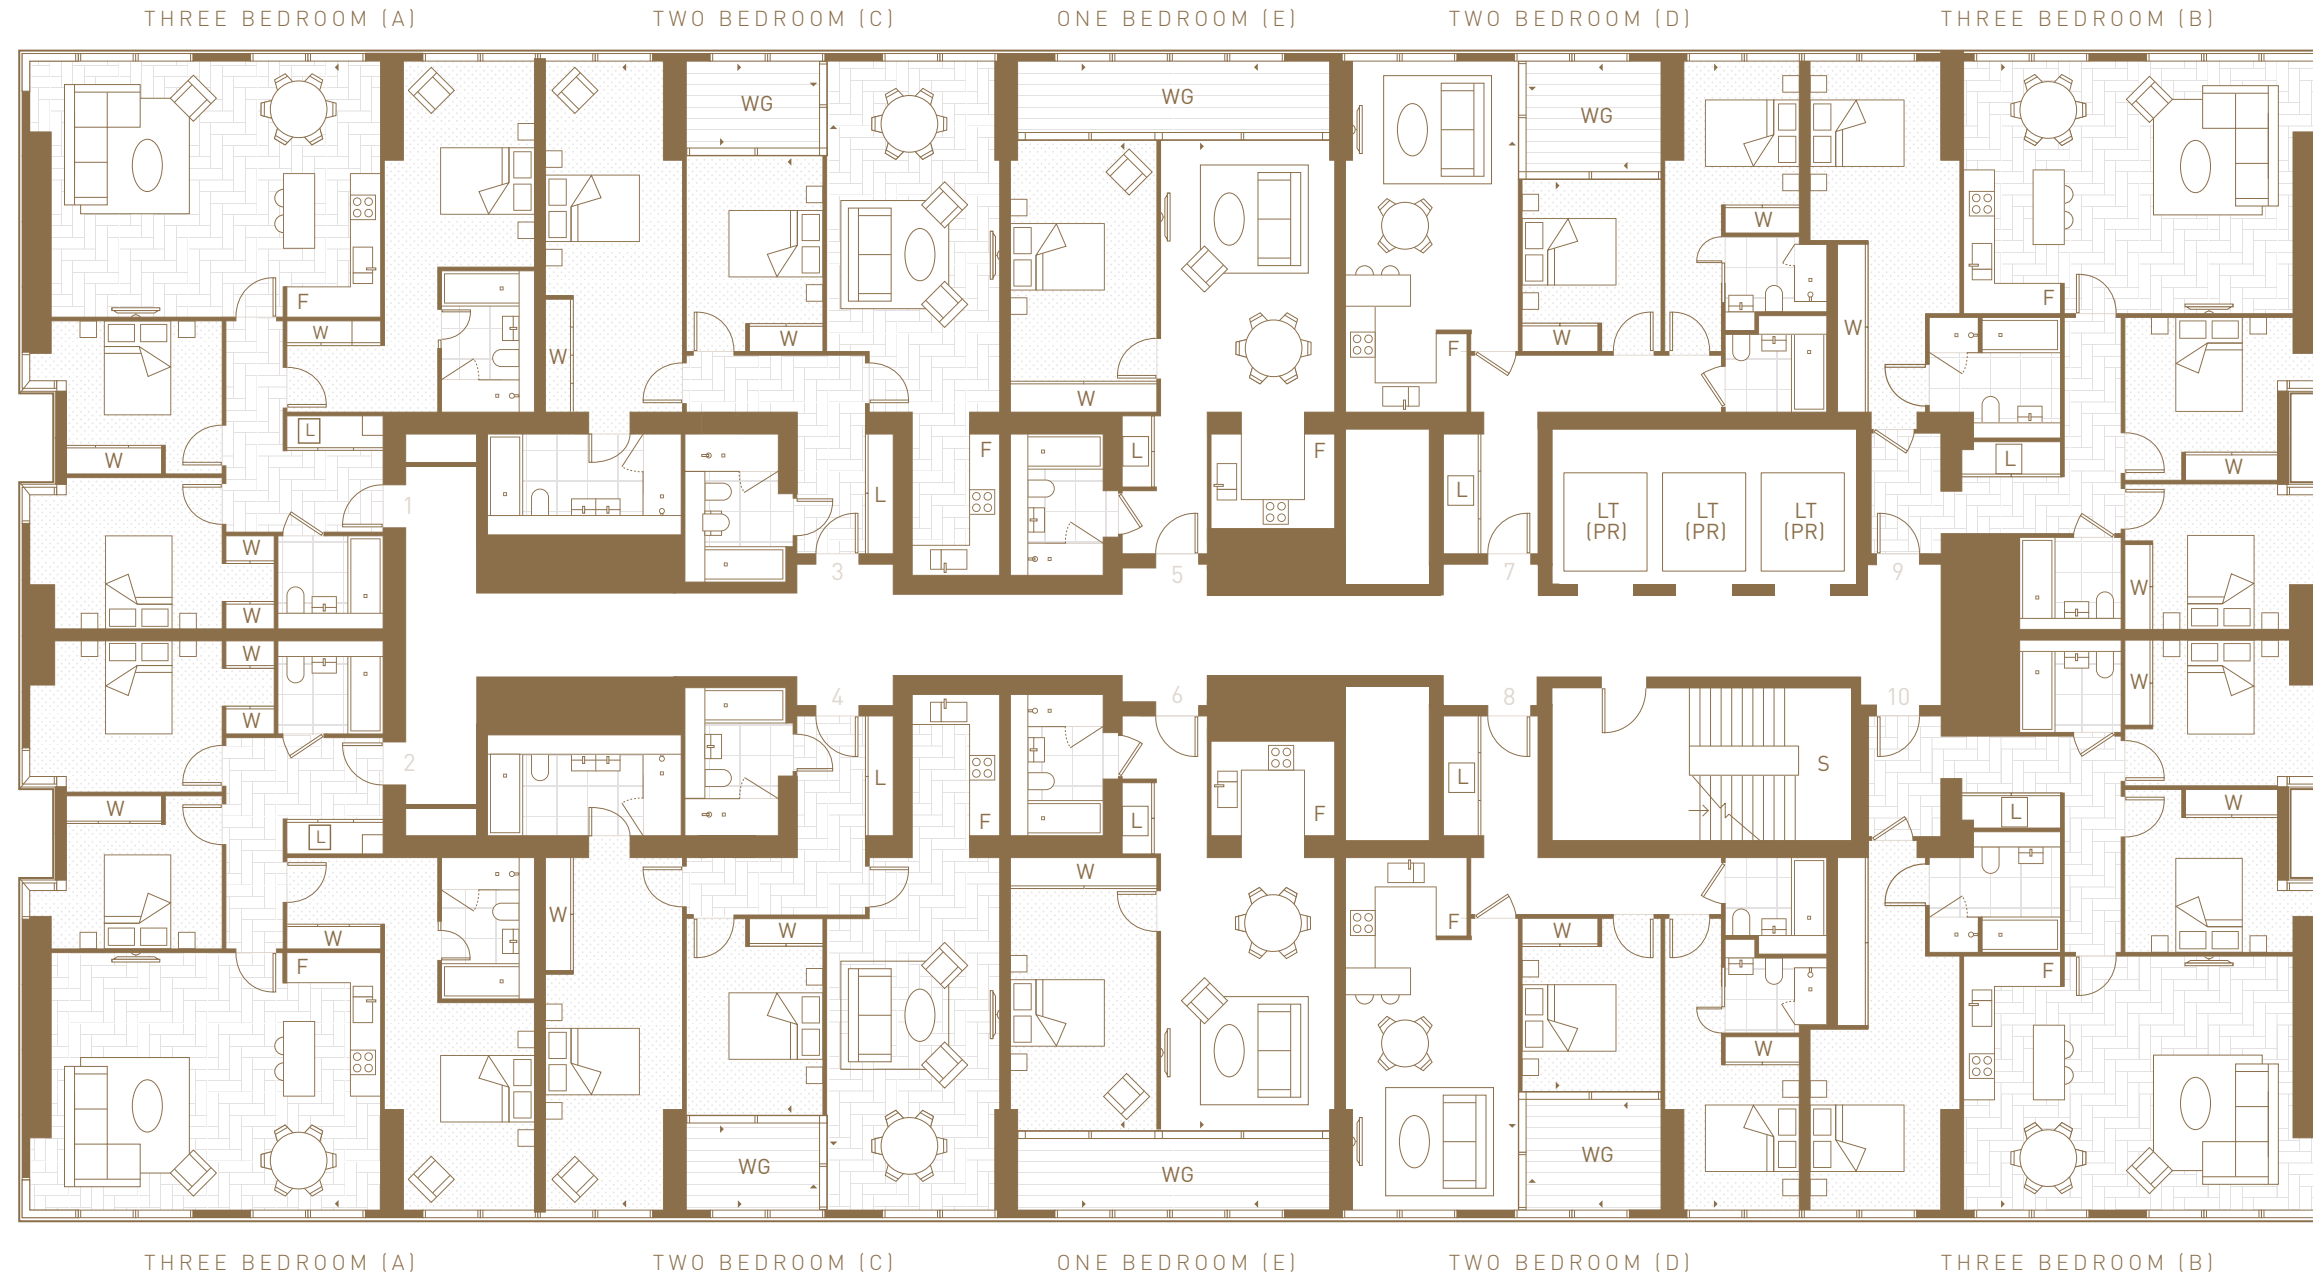 THREE BEDROOM (A)
TWO BEDROOM (C)
ONE BEDROOM (E)
TWO BEDROOM (D)
THREE BEDROOM (B)
WG
WG
WG
W
F
F
W
W
W
W
W
W
F
W
L
W
F
F
L
L
W
L
L
1
LT
(PR)
LT
(PR)
LT
(PR)
W
3
5
7
9
W
W
W
W
W
4
6
8
10
2
S
W
L
L
L
W
L
F
F
L
W
W
W
W
F
W
W
F
F
W
WG
WG
WG
THREE BEDROOM (A)
TWO BEDROOM (C)
ONE BEDROOM (E)
TWO BEDROOM (D)
THREE BEDROOM (B)